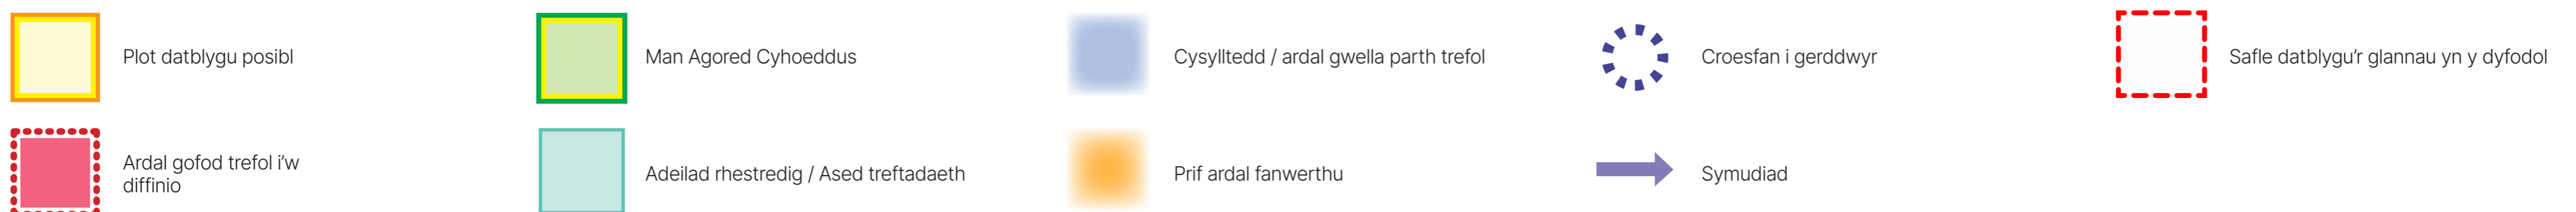 Plot datblygu posibl
Man Agored Cyhoeddus
Cysylltedd / ardal gwella parth trefol
Croesfan i gerddwyr
Safle datblygu’r glannau yn y dyfodol
Ardal gofod trefol i’w
diffinio
Adeilad rhestredig / Ased treftadaeth
Prif ardal fanwerthu
Symudiad